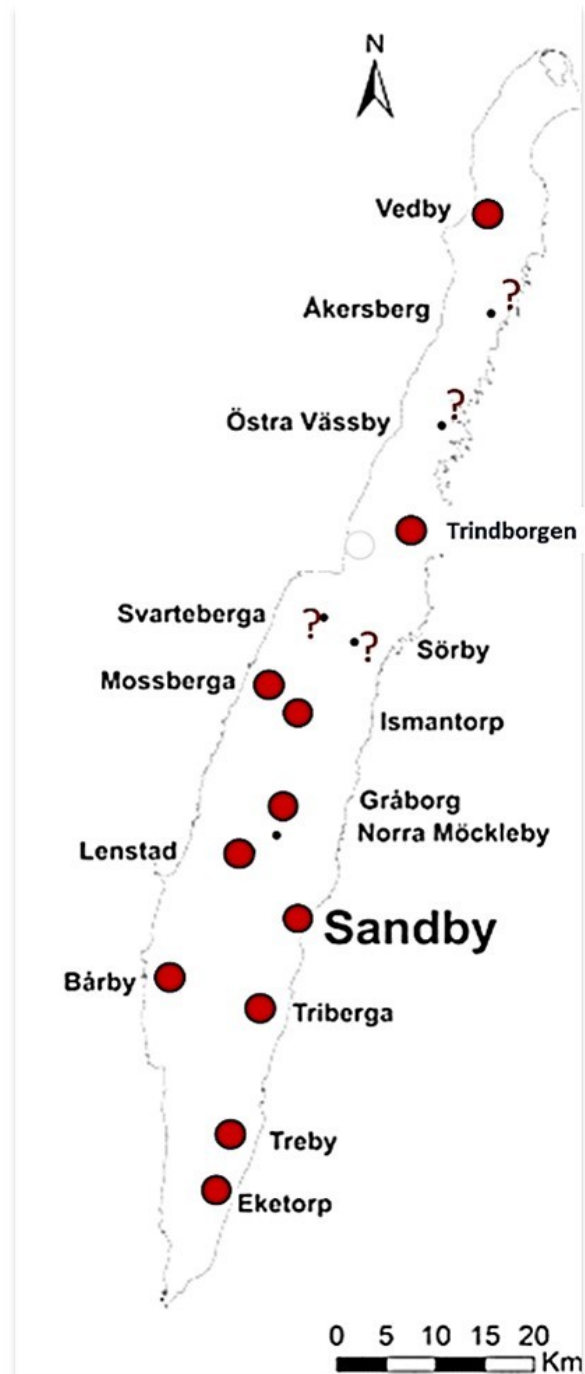 N
Vedby
?
Åkersberg
?
Östra Vässby
Trindborgen
Svarteberga
?
?
Sörby
Mossberga
Ismantorp
Gråborg
Norra Möckleby
Lenstad
Sandby
Bårby
Triberga
Treby
Eketorp
0 5 10 15 20
Km